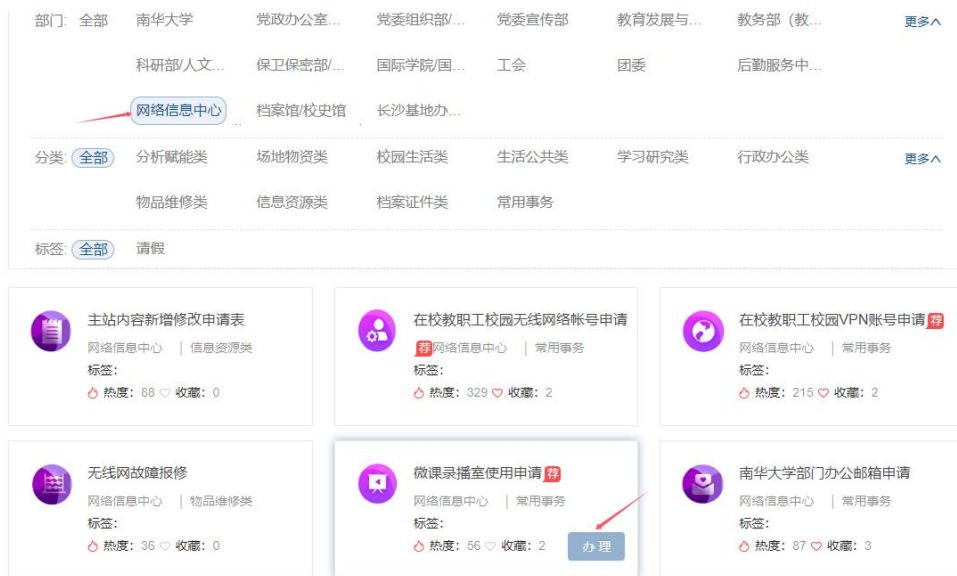 部门: 全部 南华大学 党政办公室... 党委组织部/... 党委宣传部 教育发展与... 教务部（教... 更多
科研部/人文... 保卫保密部/... 国际学院/国... 工会 团委 后勤服务中...
网络信息中心 档案馆/校史馆 长沙基地办...
分类: 全部 分析赋能类 场地物资类 校园生活类 生活公共类 学习研究类 行政办公类 更多
物品维修类 信息资源类 档案证件类 常用事务
标签: 全部 请假
主站内容新增修改申请表
网络信息中心 | 信息资源类
标签:
热度: 88 收藏: 0
在校教职工校园无线网络帐号申请
荐 网络信息中心 | 常用事务
标签:
热度: 329 收藏: 2
在校教职工校园VPN账号申请 荐
网络信息中心 | 常用事务
标签:
热度: 215 收藏: 2
无线网故障报修
网络信息中心 | 物品维修类
标签:
热度: 36 收藏: 0
微课录播室使用申请 荐
网络信息中心 | 常用事务
标签:
热度: 56 收藏: 2
办理
南华大学部门办公邮箱申请
网络信息中心 | 常用事务
标签:
热度: 87 收藏: 3